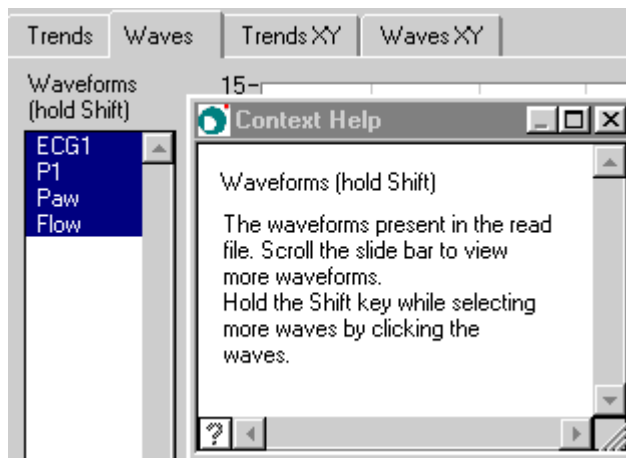 Trends Waves Trends XY Waves XY
Waveforms
(hold Shift)
15
ECG1
P1
Paw
Flow
Context Help
Waveforms (hold Shift)
The waveforms present in the read
file. Scroll the slide bar to view
more waveforms.
Hold the Shift key while selecting
more waves by clicking the
waves.
?